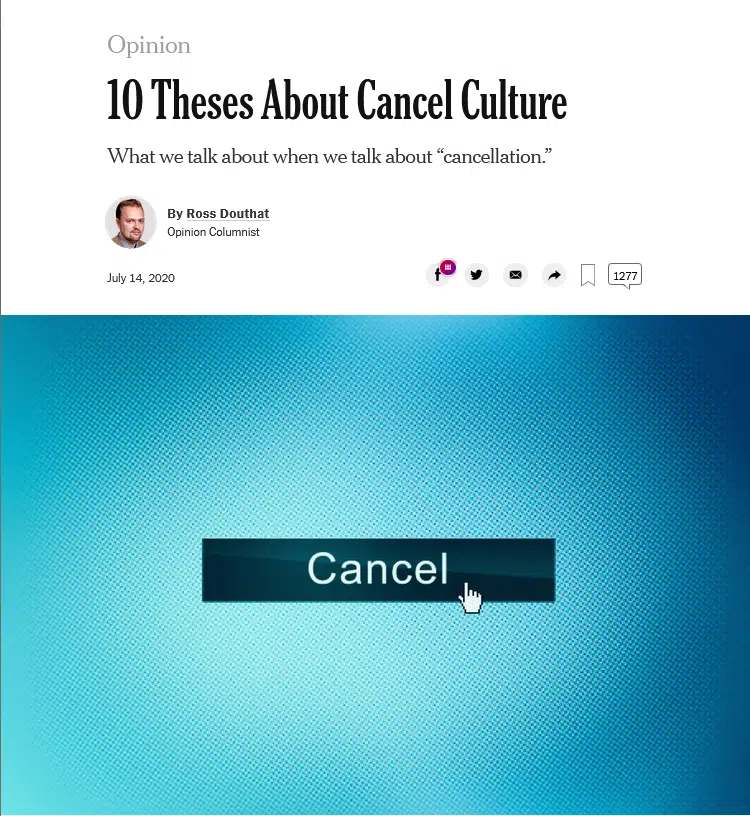 Opinion
10 Theses About Cancel Culture
What we talk about when we talk about “cancellation.”
By Ross Douthat
Opinion Columnist
July 14, 2020
1277
Cancel